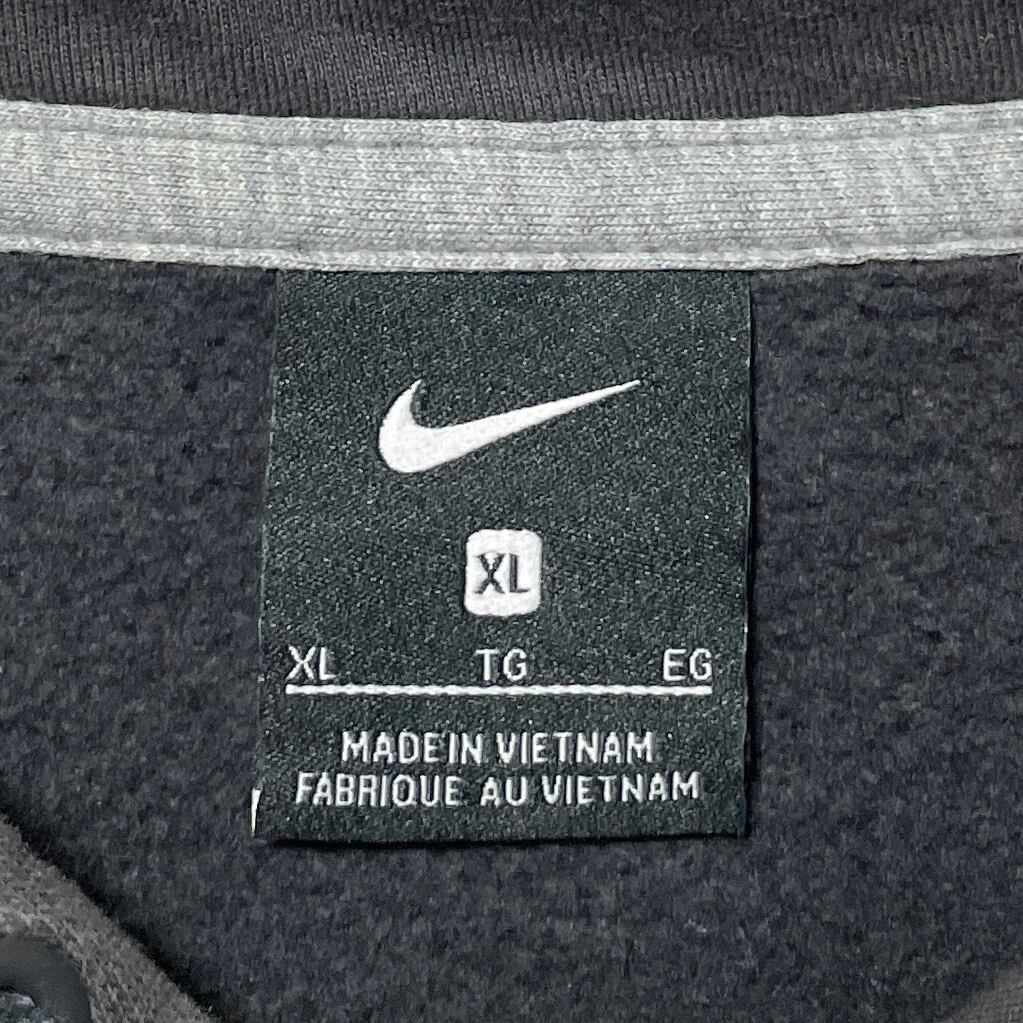 XL
XL TG EG
MADE IN VIETNAM
FABRIQUE AU VIETNAM